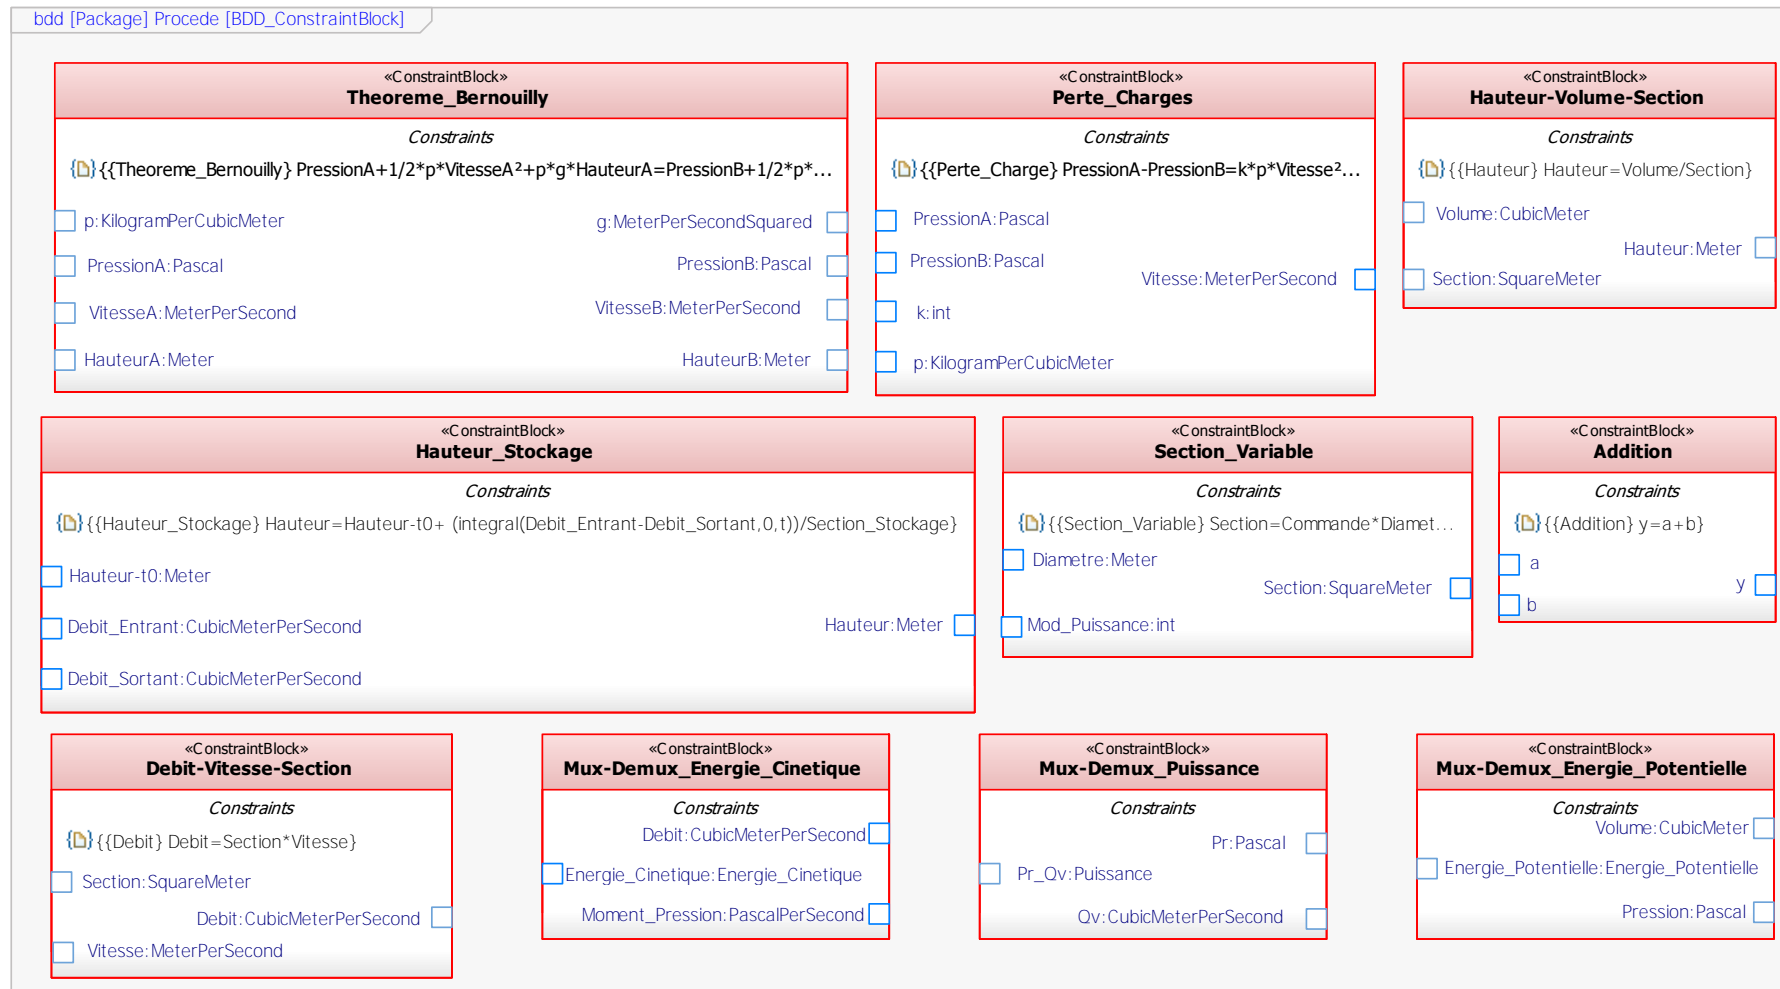 bdd [Package] Procede [BDD_ConstraintBlock]
«ConstraintBlock»
Theoreme_Bernouilly
Constraints
{{Theoreme_Bernouilly} PressionA+1/2*p*VitesseA²+p*g*HauteurA=PressionB+1/2*p*...
p:KilogramPerCubicMeter
g:MeterPerSecondSquared
PressionA:Pascal
PressionB:Pascal
VitesseA:MeterPerSecond
VitesseB:MeterPerSecond
HauteurA:Meter
HauteurB:Meter
«ConstraintBlock»
Perte_Charges
Constraints
{{Perte_Charge} PressionA-PressionB=k*p*Vitesse²...
PressionA:Pascal
PressionB:Pascal
Vitesse:MeterPerSecond
k:int
p:KilogramPerCubicMeter
«ConstraintBlock»
Hauteur-Volume-Section
Constraints
{{Hauteur} Hauteur=Volume/Section}
Volume:CubicMeter
Hauteur:Meter
Section:SquareMeter
«ConstraintBlock»
Hauteur_Stockage
Constraints
{{Hauteur_Stockage} Hauteur=Hauteur-t0+ (integral(Debit_Entrant-Debit_Sortant,0,t))/Section_Stockage}
Hauteur-t0:Meter
Debit_Entrant:CubicMeterPerSecond
Hauteur:Meter
Debit_Sortant:CubicMeterPerSecond
«ConstraintBlock»
Section_Variable
Constraints
{{Section_Variable} Section=Commande*Diamet...
Diametre:Meter
Section:SquareMeter
Mod_Puissance:int
«ConstraintBlock»
Addition
Constraints
{{Addition} y=a+b}
a
y
b
«ConstraintBlock»
Debit-Vitesse-Section
Constraints
{{Debit} Debit=Section*Vitesse}
Section:SquareMeter
Debit:CubicMeterPerSecond
Vitesse:MeterPerSecond
«ConstraintBlock»
Mux-Demux_Energie_Cinetique
Constraints
Debit:CubicMeterPerSecond
Energie_Cinetique:Energie_Cinetique
Moment_Pression:PascalPerSecond
«ConstraintBlock»
Mux-Demux_Puissance
Constraints
Pr:Pascal
Pr_Qv:Puissance
Qv:CubicMeterPerSecond
«ConstraintBlock»
Mux-Demux_Energie_Potentielle
Constraints
Volume:CubicMeter
Energie_Potentielle:Energie_Potentielle
Pression:Pascal